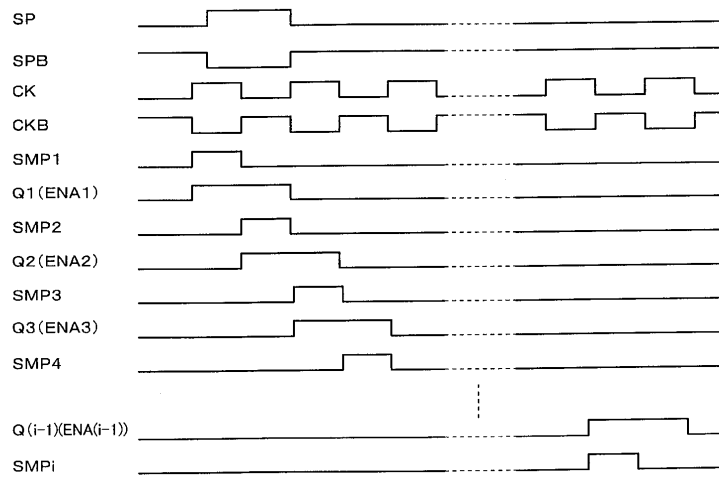 SP
SPB
CK
CKB
SMP1
Q1(ENA1)
SMP2
Q2(ENA2)
SMP3
Q3(ENA3)
SMP4
Q(i-1)(ENA(i-1))
SMPi